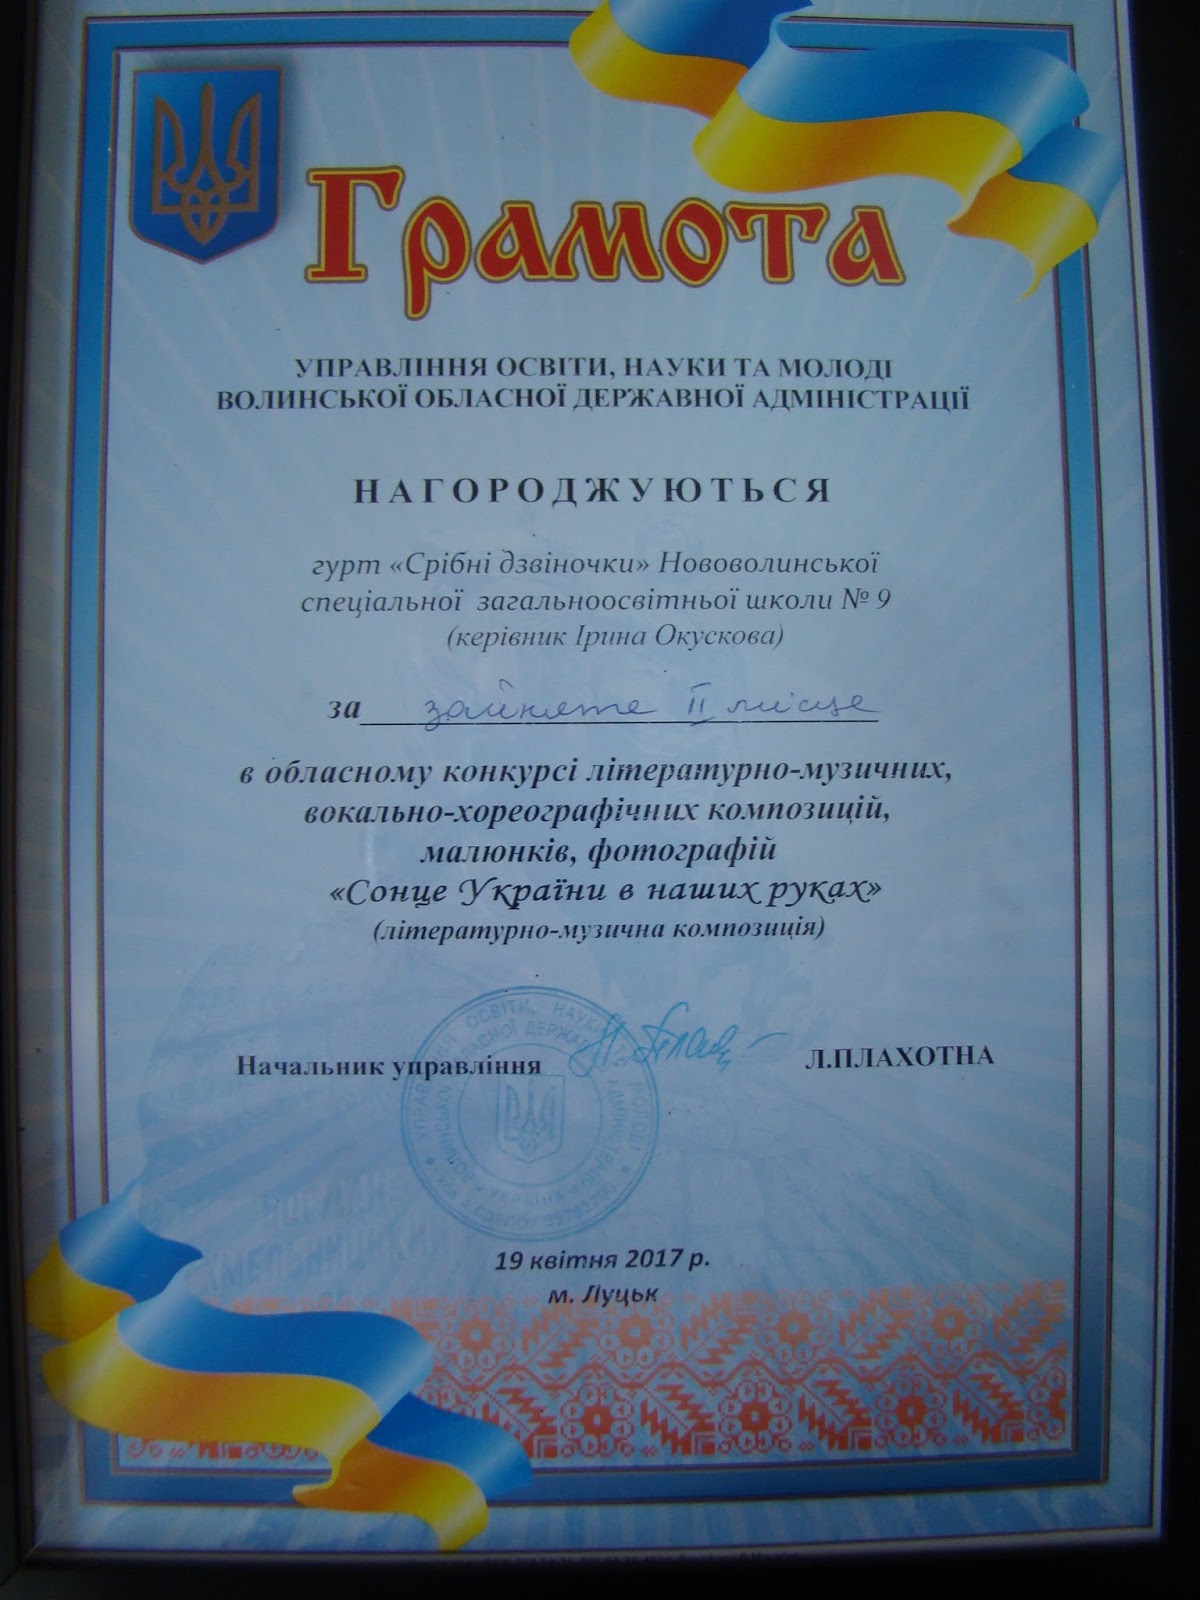 Грамота
УПРАВЛІННЯ ОСВІТИ, НАУКИ ТА МОЛОДІ
ВОЛИНСЬКОЇ ОБЛАСНОЇ ДЕРЖАВНОЇ АДМІНІСТРАЦІЇ
НАГОРОДЖУЮТЬСЯ
гурт «Срібні дзвіночки» Нововолинської
спеціальної загальноосвітньої школи № 9
(керівник Ірина Окускова)
за зайняте ІІ місце
в обласному конкурсі літературно-музичних,
вокально-хореографічних композицій,
малюнків, фотографій
«Сонце України в наших руках»
(літературно-музична композиція)
Начальник управління Л.ПЛАХОТНА
19 квітня 2017 р.
м. Луцьк